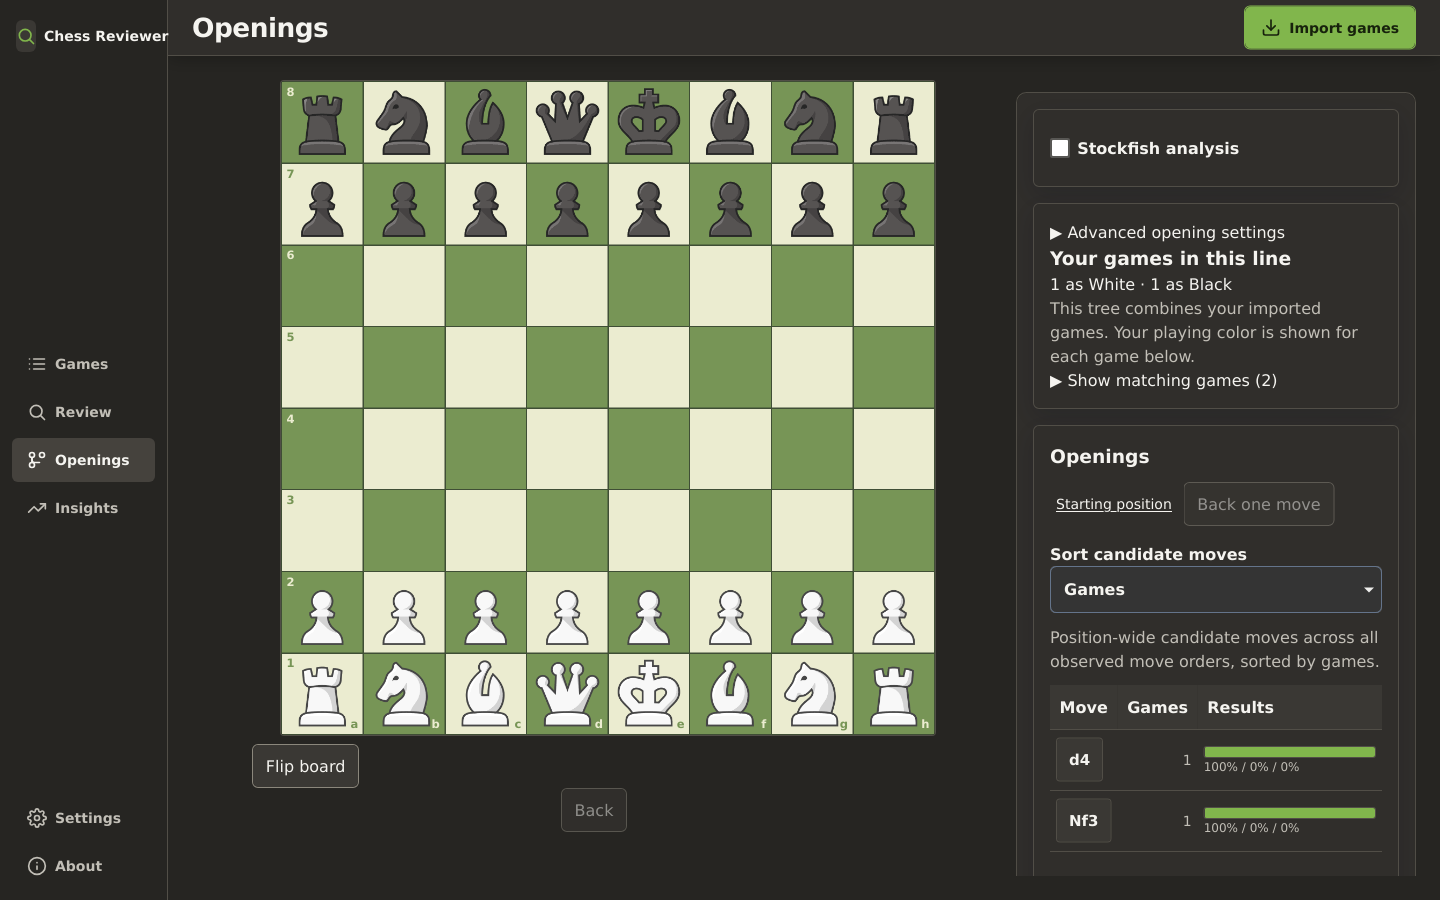 Chess Reviewer
Openings
Import games
Games
Review
Openings
Insights
Settings
About
8
7
6
5
4
3
2
1
a b c d e f g h
Flip board
Back
Stockfish analysis
▶ Advanced opening settings
Your games in this line
1 as White · 1 as Black
This tree combines your imported
games. Your playing color is shown for
each game below.
▶ Show matching games (2)
Openings
Starting position Back one move
Sort candidate moves
Games
Position-wide candidate moves across all
observed move orders, sorted by games.
Move Games Results
d4 1 100% / 0% / 0%
Nf3 1 100% / 0% / 0%